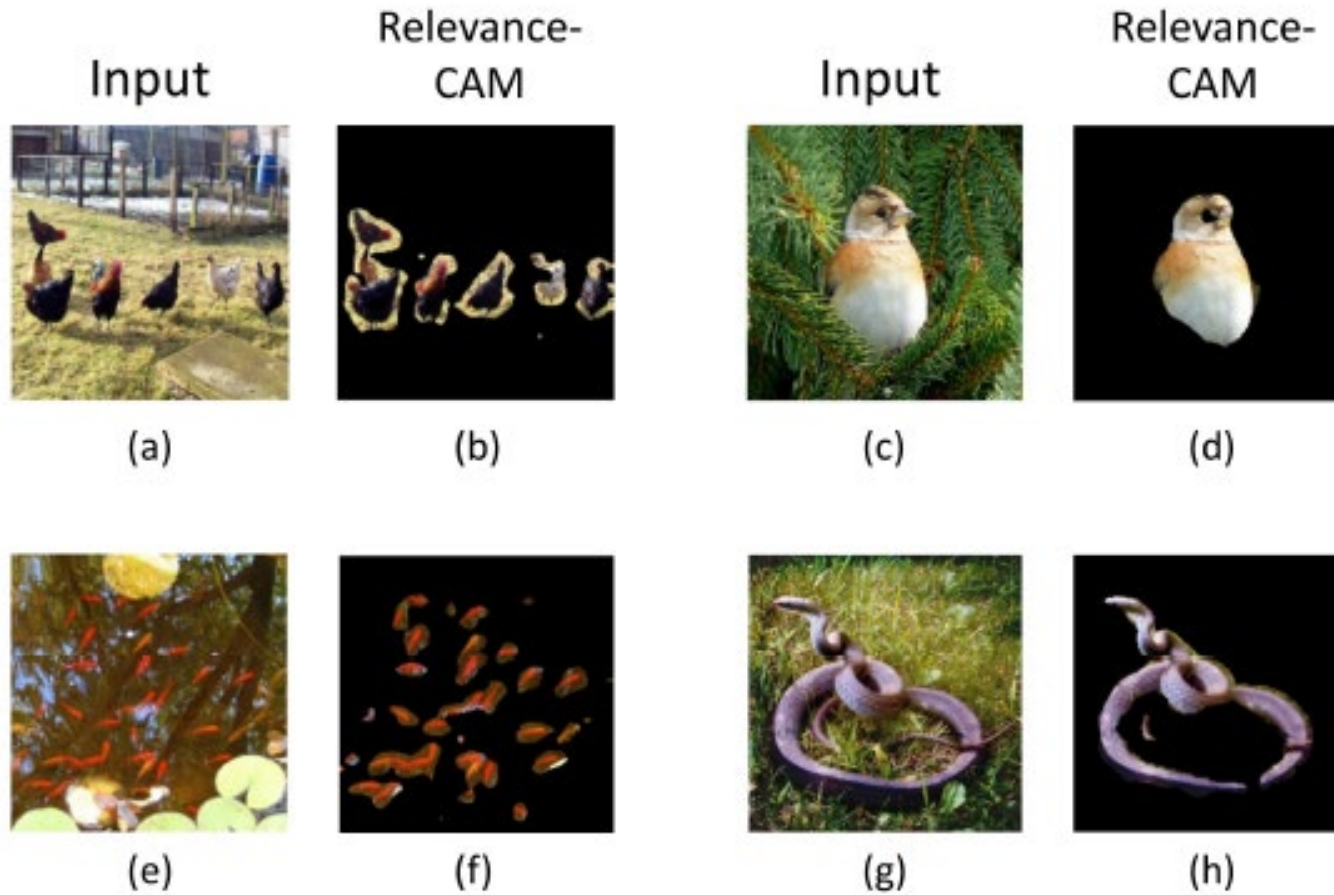 Input
Relevance-
CAM
Input
Relevance-
CAM
(a)
(b)
(c)
(d)
(e)
(f)
(g)
(h)